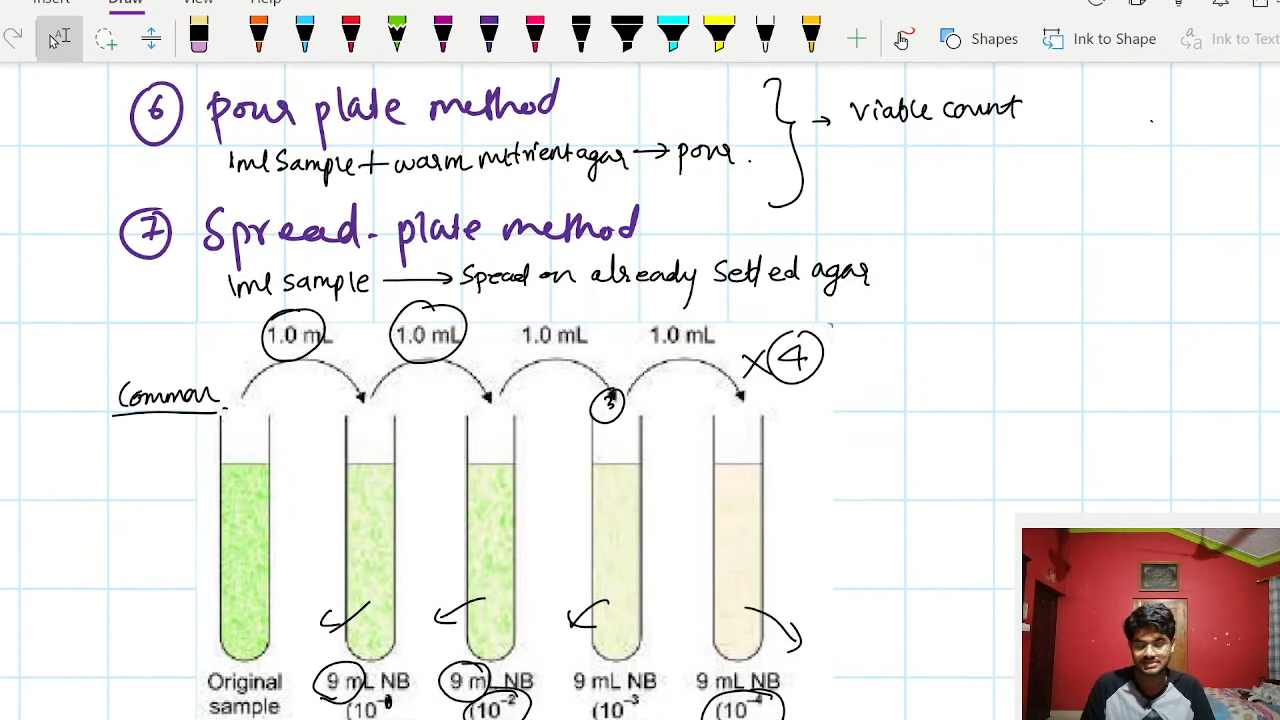 Insert Draw
Shapes Ink to Shape Ink to Text
6 Pour plate method
1ml Sample + warm nutrient agar → pour.
→ viable count
7 Spread-plate method
1ml sample → Spread on already Setted agar
1.0 mL 1.0 mL 1.0 mL 1.0 mL
×4
Common
3
Original 9 mL NB 9 mL NB 9 mL NB 9 mL NB
sample (10⁻² (10⁻³ (10⁻⁴